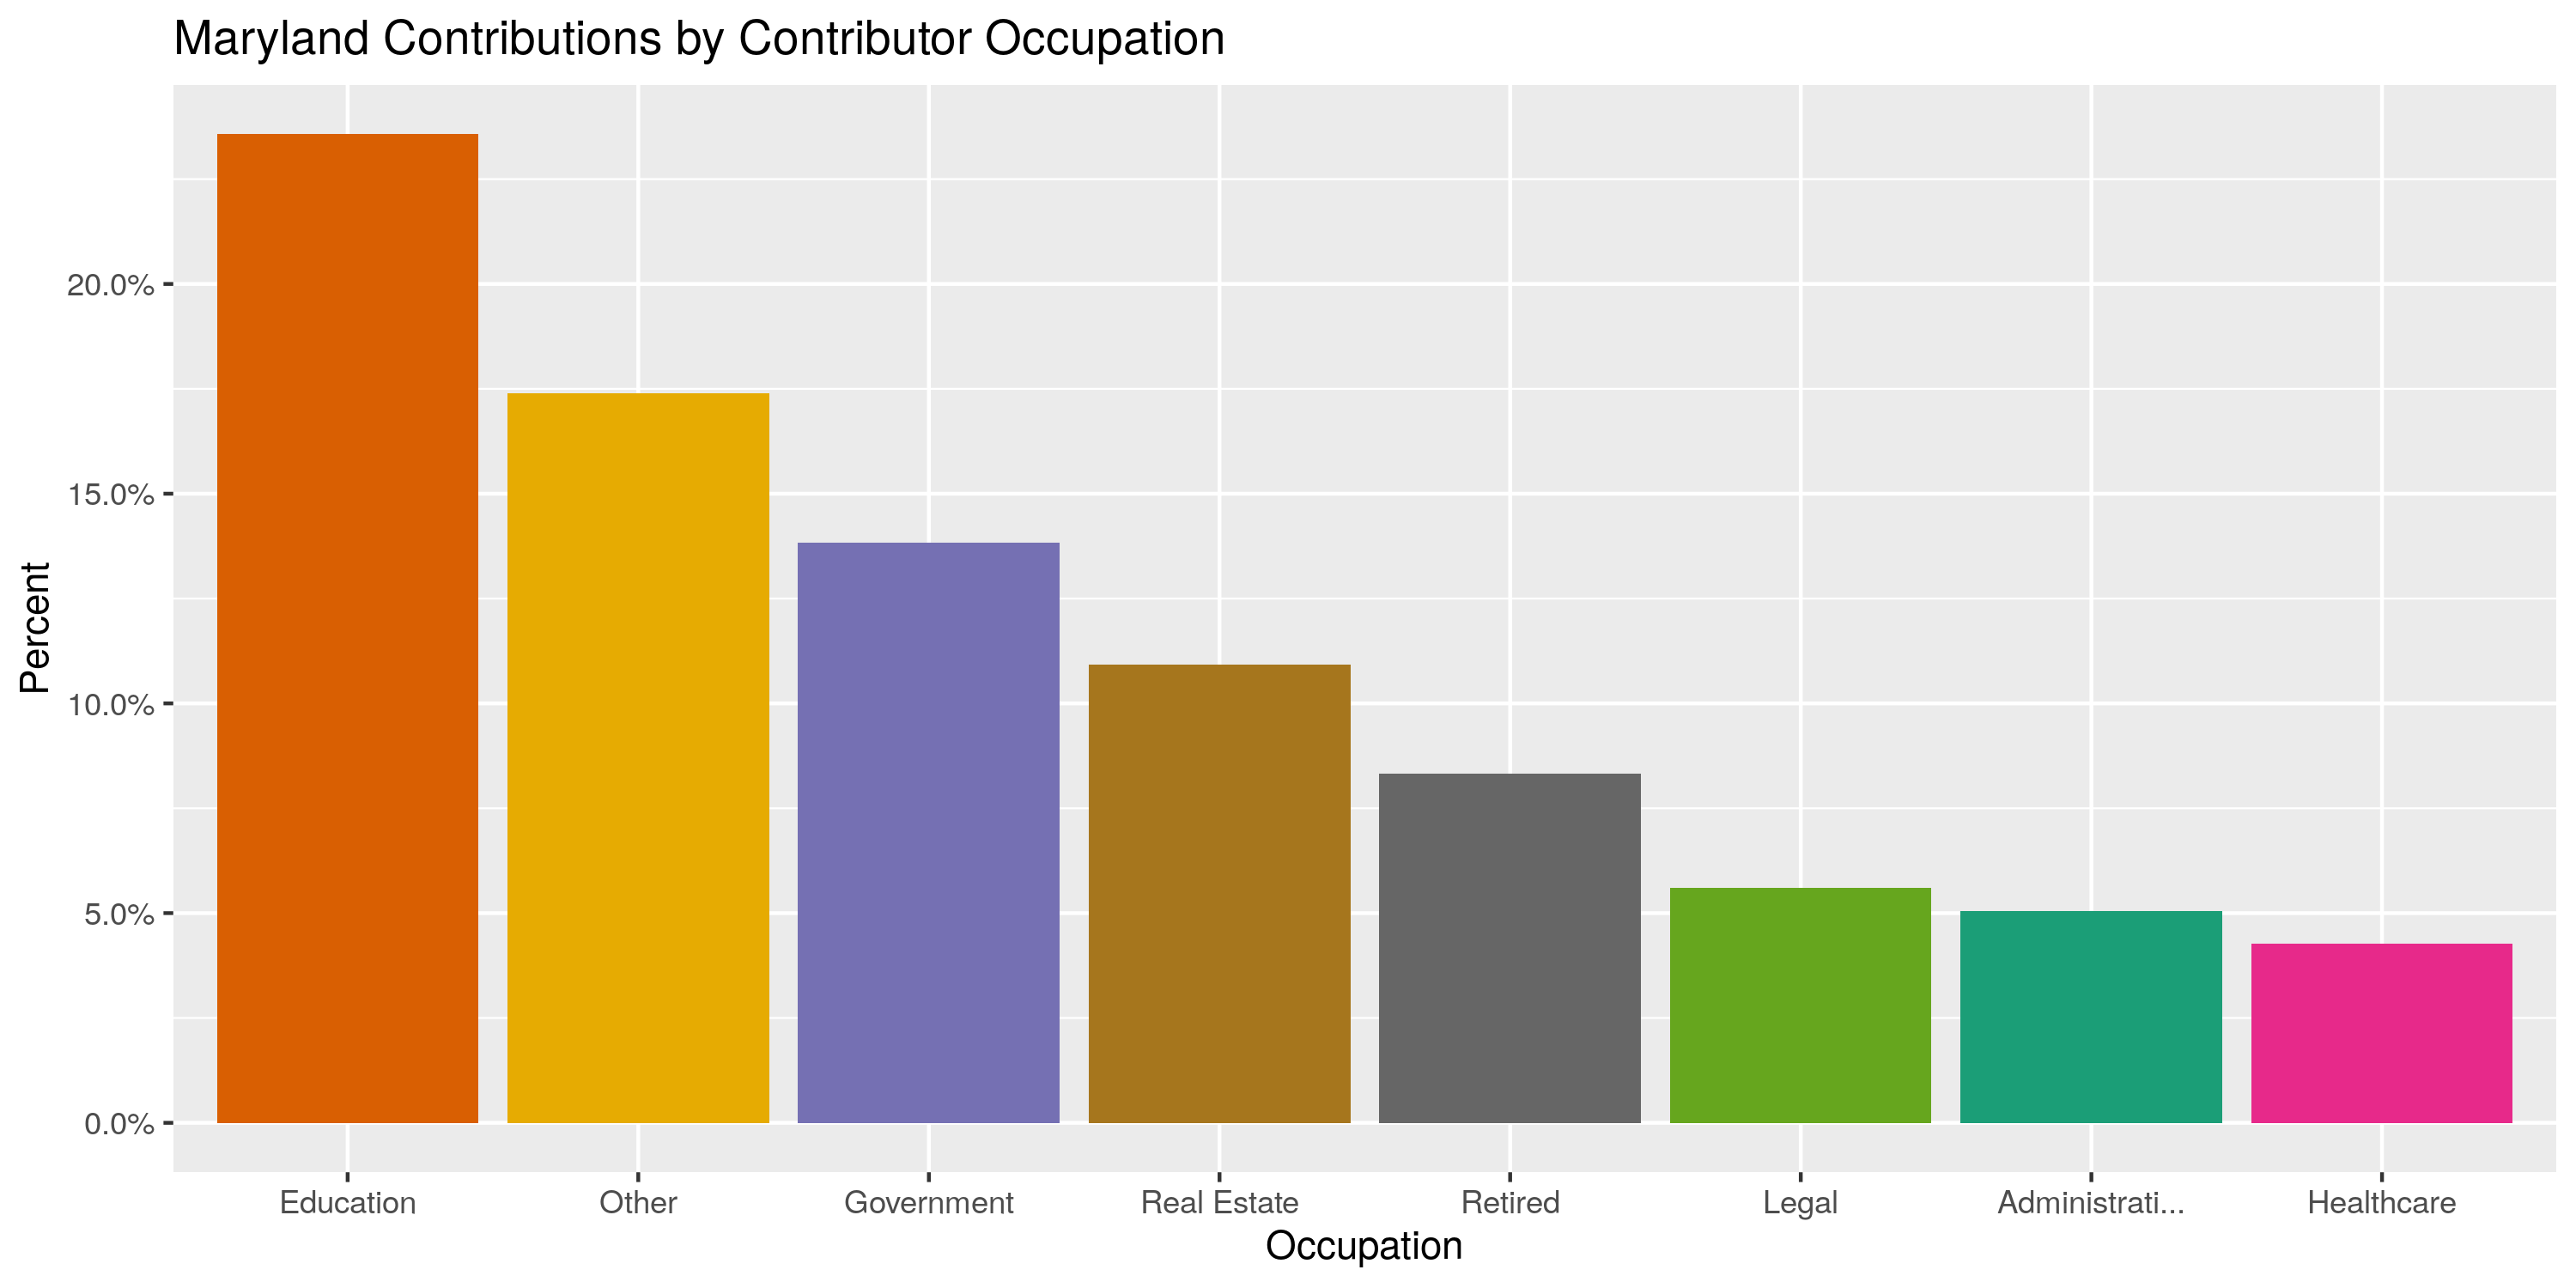 Maryland Contributions by Contributor Occupation
Percent
20.0%
15.0%
10.0%
5.0%
0.0%
Education Other Government Real Estate Retired Legal Administrati... Healthcare
Occupation